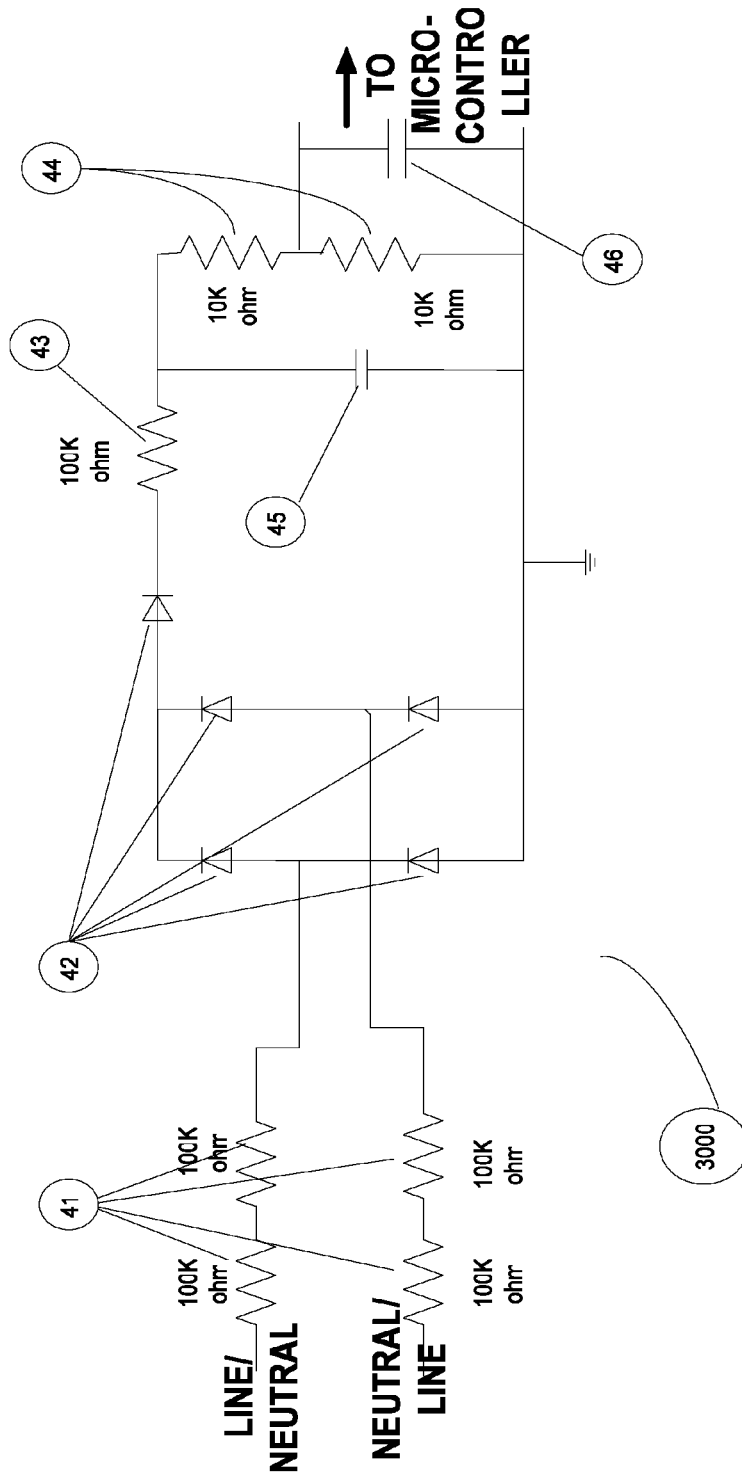 41
42
43
44
100K
ohm
100K
ohm
100K
ohm
10K
ohm
LINE/
NEUTRAL
45
TO
MICRO-
CONTRO
LLER
NEUTRAL/
LINE
10K
ohm
100K
ohm
100K
ohm
46
3000